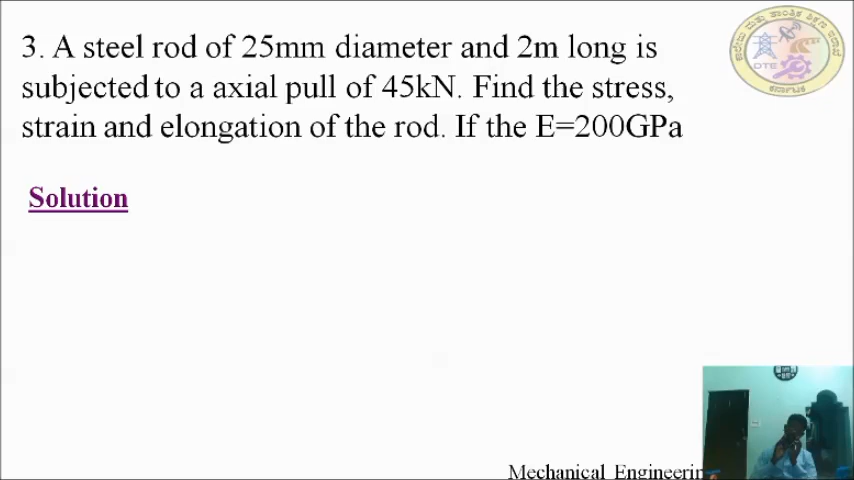 3. A steel rod of 25mm diameter and 2m long is
subjected to a axial pull of 45kN. Find the stress,
strain and elongation of the rod. If the E=200GPa
Solution
DTE
Mechanical Engineerin